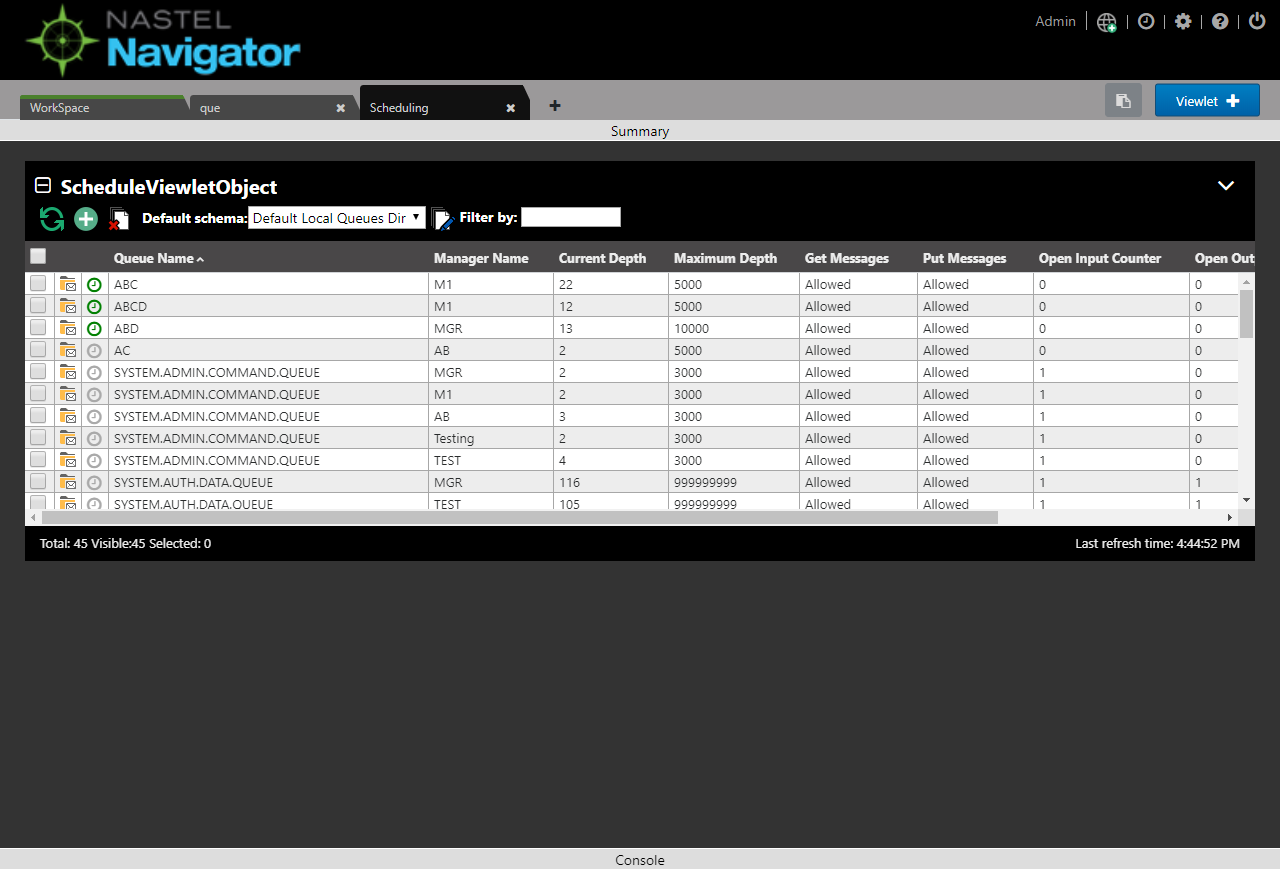 NASTEL
Navigator
Admin
WorkSpace que Scheduling Viewlet
Summary
ScheduleViewletObject
Default schema: Default Local Queues Dir Filter by:
Queue Name Manager Name Current Depth Maximum Depth Get Messages Put Messages Open Input Counter Open Out
ABC M1 22 5000 Allowed Allowed 0 0
ABCD M1 12 5000 Allowed Allowed 0 0
ABD MGR 13 10000 Allowed Allowed 0 0
AC AB 2 5000 Allowed Allowed 0 0
SYSTEM.ADMIN.COMMAND.QUEUE MGR 2 3000 Allowed Allowed 1 0
SYSTEM.ADMIN.COMMAND.QUEUE M1 2 3000 Allowed Allowed 1 0
SYSTEM.ADMIN.COMMAND.QUEUE AB 3 3000 Allowed Allowed 1 0
SYSTEM.ADMIN.COMMAND.QUEUE Testing 2 3000 Allowed Allowed 1 0
SYSTEM.ADMIN.COMMAND.QUEUE TEST 4 3000 Allowed Allowed 1 0
SYSTEM.AUTH.DATA.QUEUE MGR 116 999999999 Allowed Allowed 1 1
SYSTEM.AUTH.DATA.QUEUE TEST 105 999999999 Allowed Allowed 1 1
Total: 45 Visible:45 Selected: 0 Last refresh time: 4:44:52 PM
Console